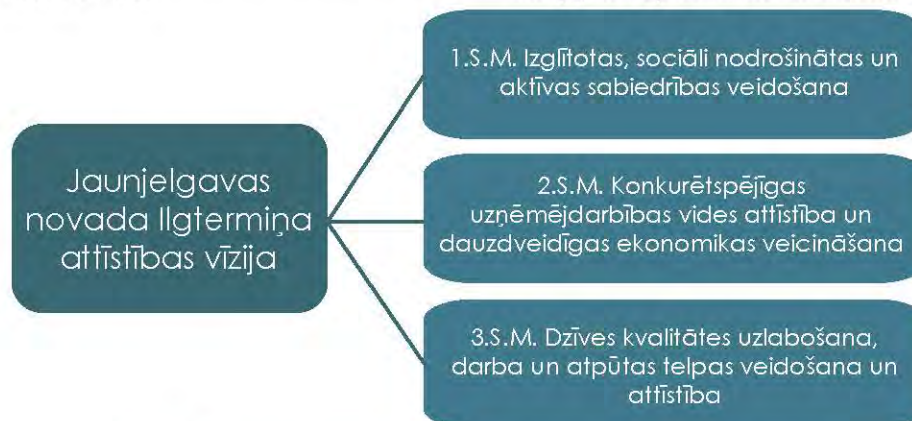 Jaunjelgavas
novada Ilgtermiņa
attīstības vīzija
1.S.M. Izglītotas, sociāli nodrošinātas un
aktīvas sabiedrības veidošana
2.S.M. Konkurētspējīgas
uzņēmējdarbības vides attīstība un
dauzdveidīgas ekonomikas veicināšana
3.S.M. Dzīves kvalitātes uzlabošana,
darba un atpūtas telpas veidošana un
attīstība